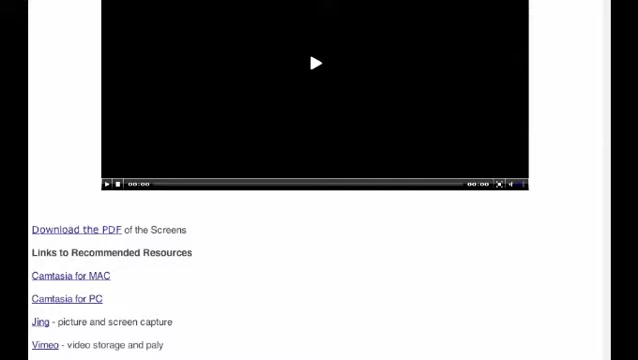 00:00 00:00
Download the PDF of the Screens
Links to Recommended Resources
Camtasia for MAC
Camtasia for PC
Jing - picture and screen capture
Vimeo - video storage and paly